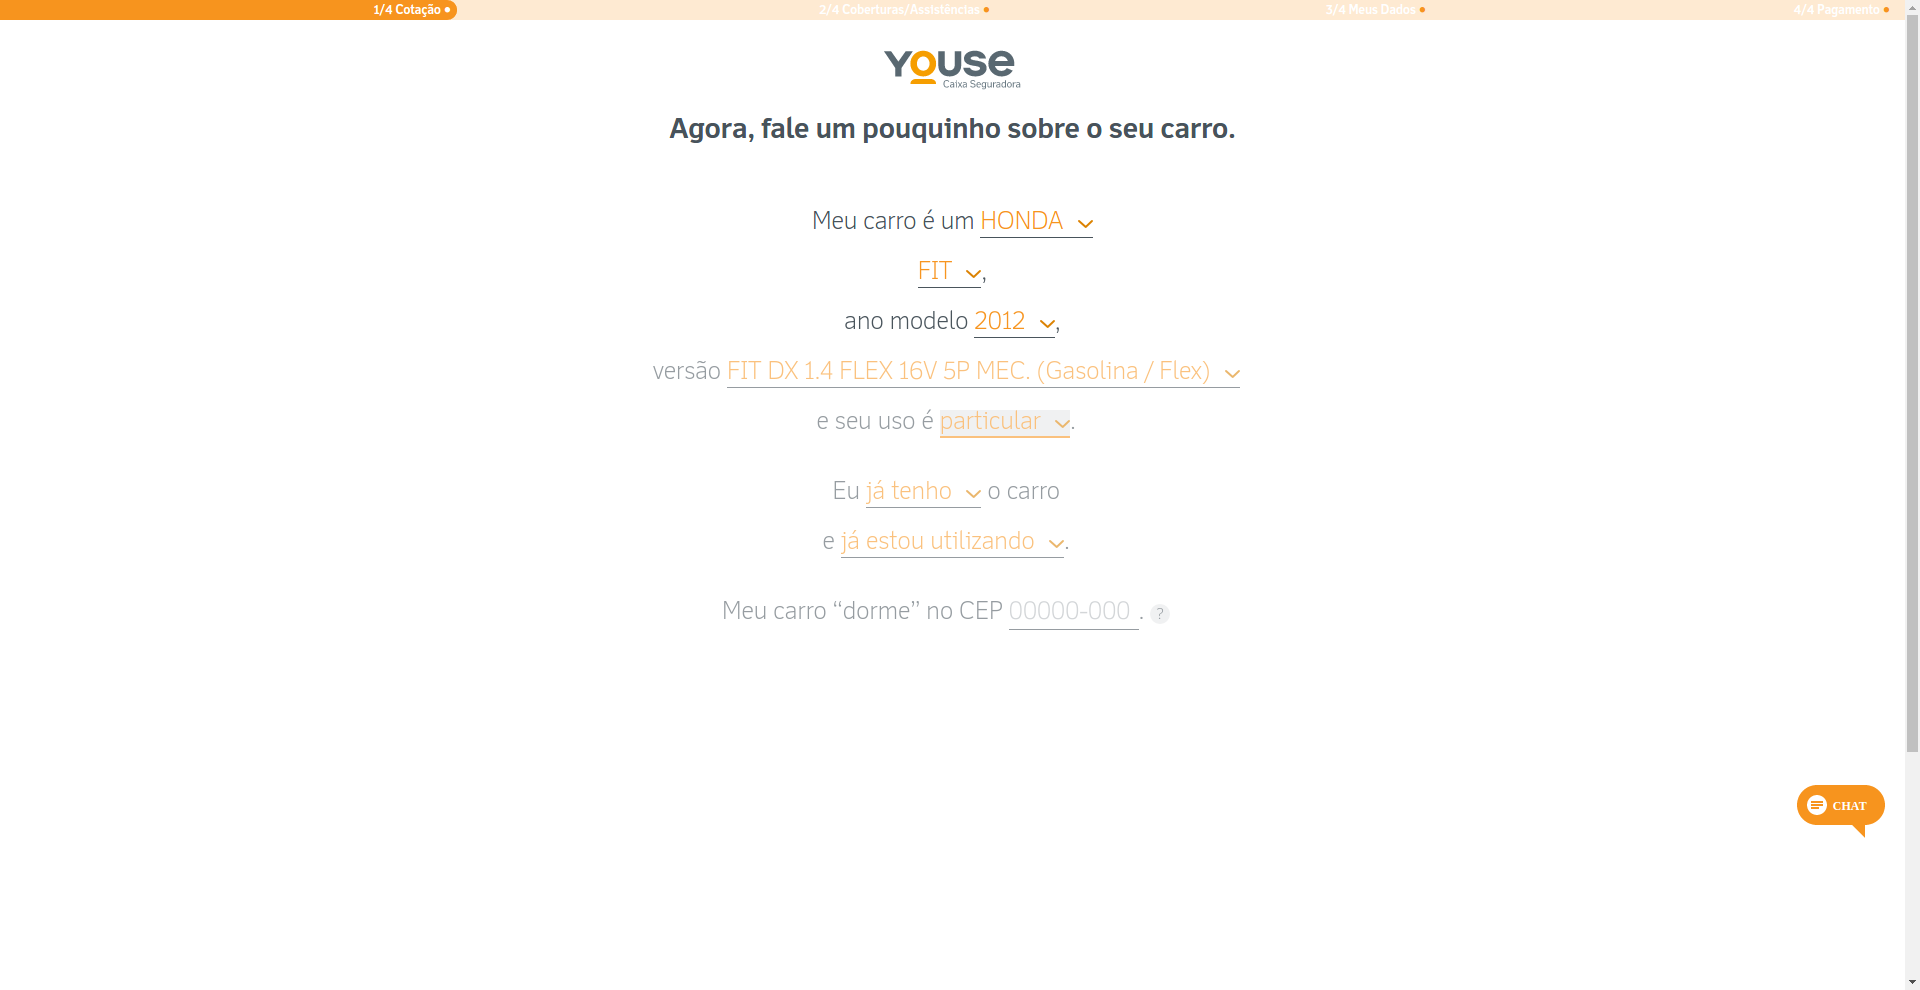 1/4 Cotação
2/4 Coberturas/Assistências
3/4 Meus Dados
4/4 Pagamento
YOUSE
Caixa Seguradora
Agora, fale um pouquinho sobre o seu carro.
Meu carro é um HONDA
FIT ,
ano modelo 2012 ,
versão FIT DX 1.4 FLEX 16V 5P MEC. (Gasolina / Flex)
e seu uso é particular .
Eu já tenho o carro
e já estou utilizando .
Meu carro “dorme” no CEP 00000-000 . ?
CHAT